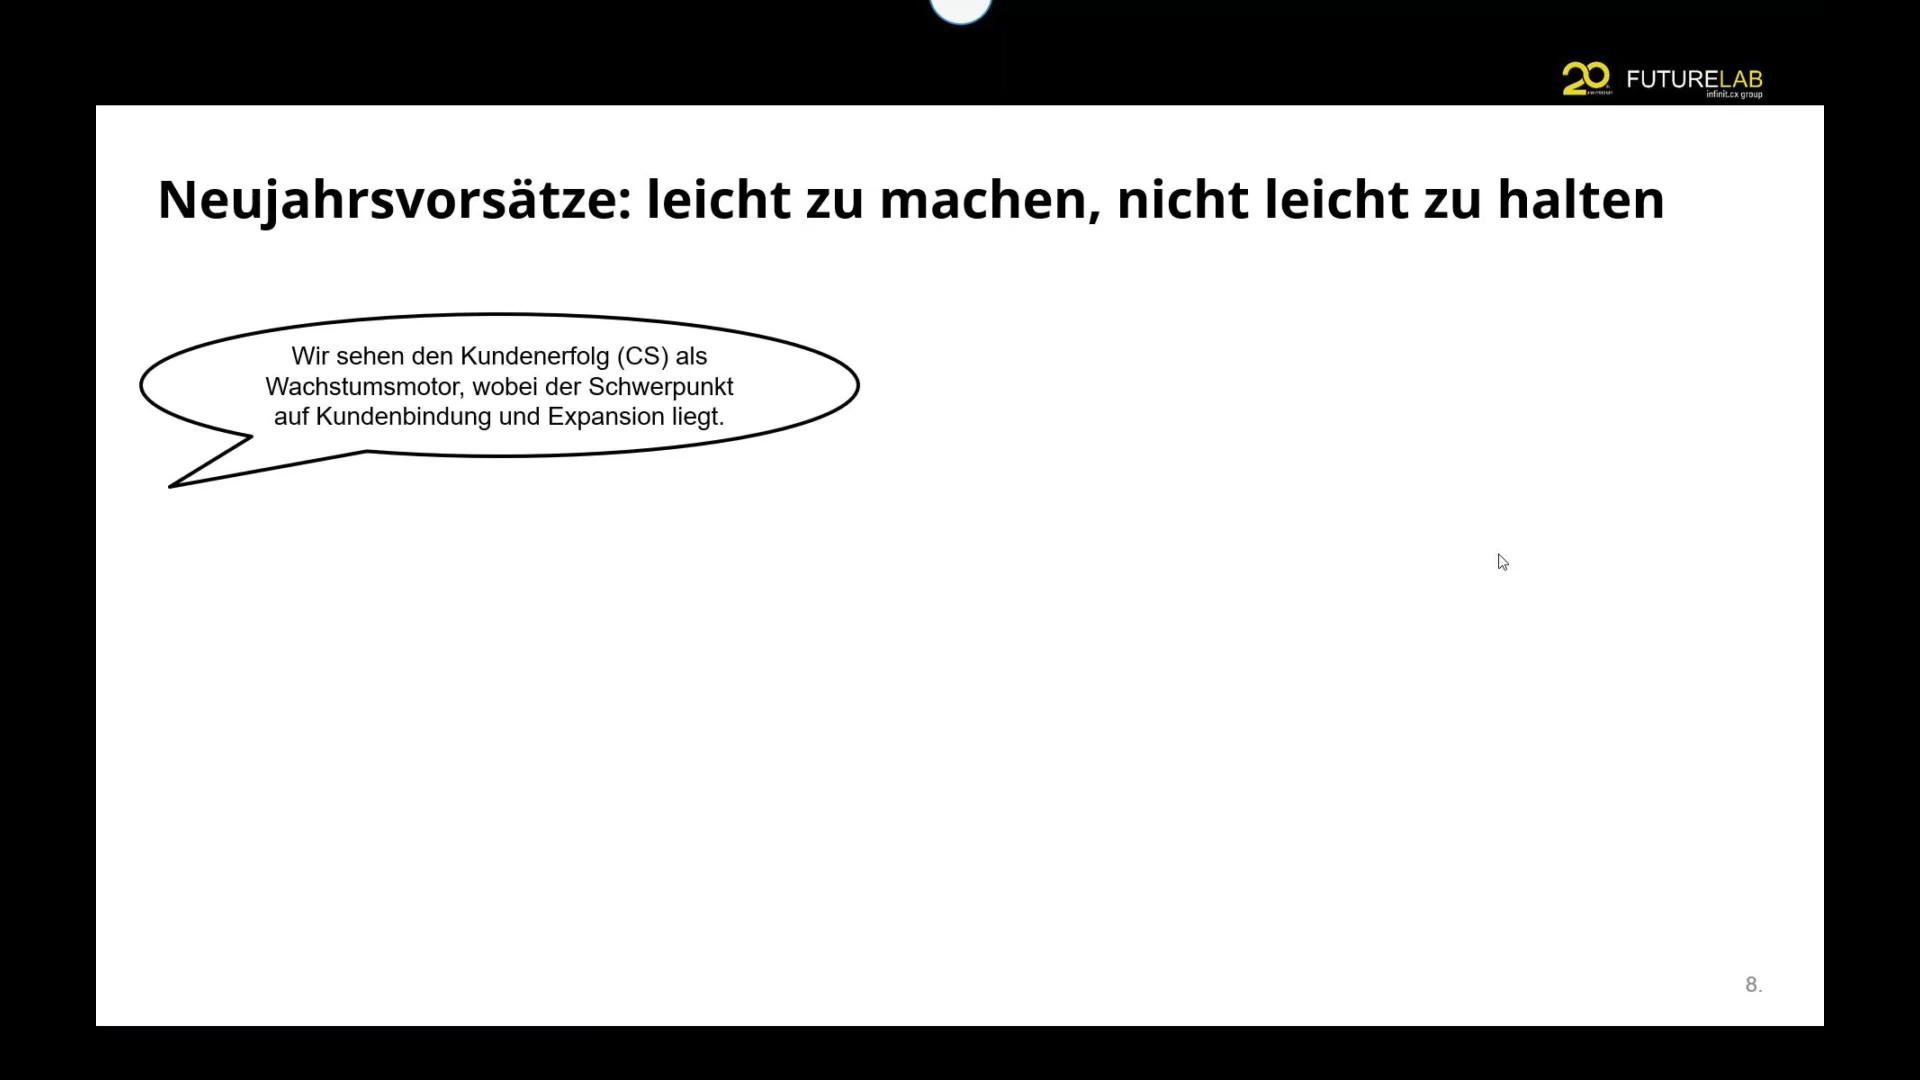 20 FUTURELAB
infinit.cx group
Neujahrsvorsätze: leicht zu machen, nicht leicht zu halten
Wir sehen den Kundenerfolg (CS) als
Wachstumsmotor, wobei der Schwerpunkt
auf Kundenbindung und Expansion liegt.
8.